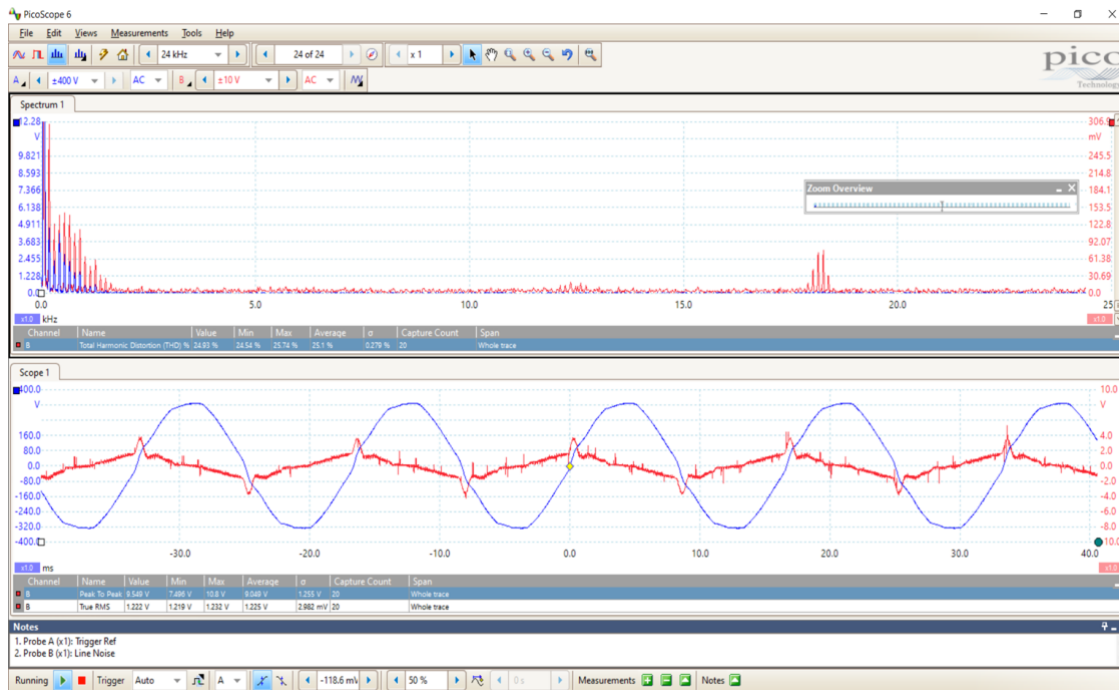 PicoScope 6
File Edit Views Measurements Tools Help
24 kHz 24 of 24 x 1
A ±400 V AC B ±10 V AC
pico
Technology
Spectrum 1
12.28 306.9
V mV
9.821 245.5
8.593 214.8
7.366 184.1
6.138 153.5
4.911 122.8
3.683 92.07
2.455 61.38
1.228 30.69
0.0 0.0
0.0 5.0 10.0 15.0 20.0 25
x1.0 kHz x1.0
Zoom Overview
Channel Name Value Min Max Average σ Capture Count Span
B Total Harmonic Distortion (THD) % 24.93 % 24.54 % 25.74 % 25.1 % 0.279 % 20 Whole trace
Scope 1
400.0 10.0
V V
160.0 4.0
80.0 2.0
0.0 0.0
-80.0 -2.0
-160.0 -4.0
-240.0 -6.0
-320.0 -8.0
-400.0 -10.0
-30.0 -20.0 -10.0 0.0 10.0 20.0 30.0 40.0
x1.0 ms x1.0
Channel Name Value Min Max Average σ Capture Count Span
B Peak To Peak 9.549 V 7.496 V 10.8 V 9.049 V 1.255 V 20 Whole trace
B True RMS 1.222 V 1.219 V 1.232 V 1.225 V 2.982 mV 20 Whole trace
Notes
1. Probe A (x1): Trigger Ref
2. Probe B (x1): Line Noise
Running Trigger Auto A -118.6 mV 50 % 0 s Measurements Notes